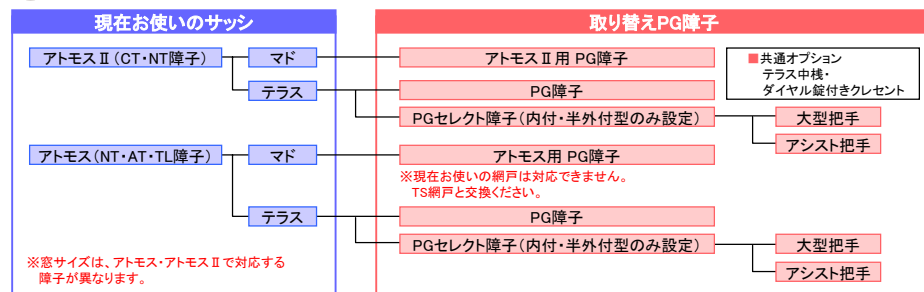 現在お使いのサッシ
取り替えPG障子
アトモスⅡ(CT・NT障子)
マド
アトモスⅡ用 PG障子
テラス
PG障子
PGセレクト障子(内付・半外付型のみ設定)
大型把手
アシスト把手
■共通オプション
テラス中桟・
ダイヤル錠付きクレセント
アトモス(NT・AT・TL障子)
マド
アトモス用 PG障子
※現在お使いの網戸は対応できません。
TS網戸と交換ください。
テラス
PG障子
PGセレクト障子(内付・半外付型のみ設定)
大型把手
アシスト把手
※窓サイズは、アトモス・アトモスⅡで対応する
障子が異なります。